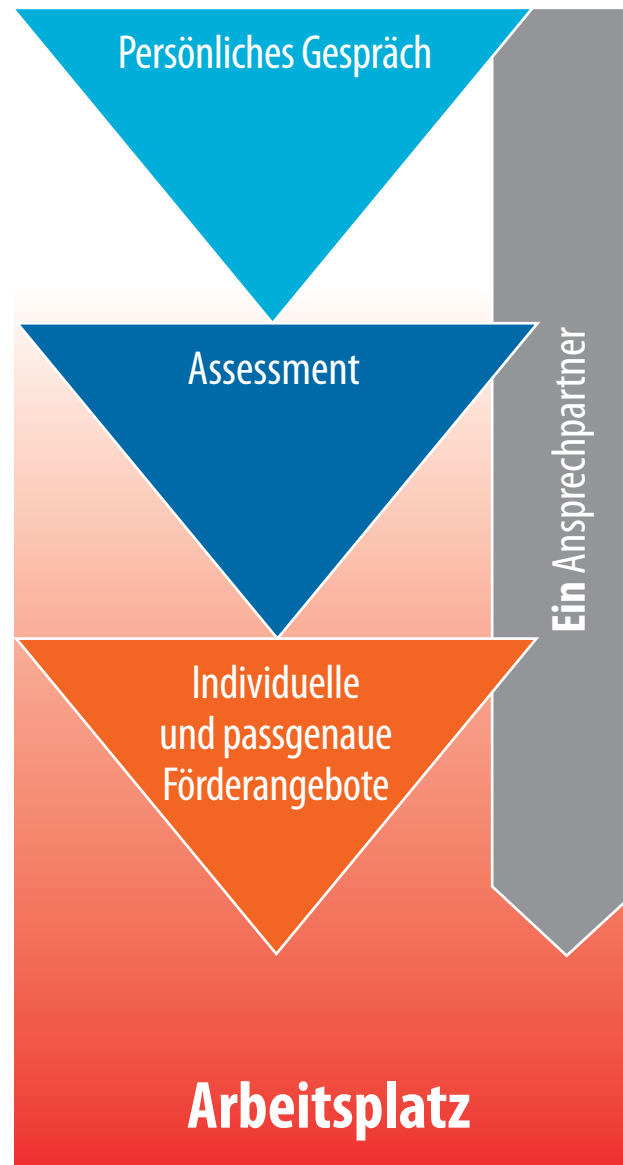 Persönliches Gespräch
Assessment
Individuelle
und passgenaue
Förderangebote
Ein Ansprechpartner
Arbeitsplatz